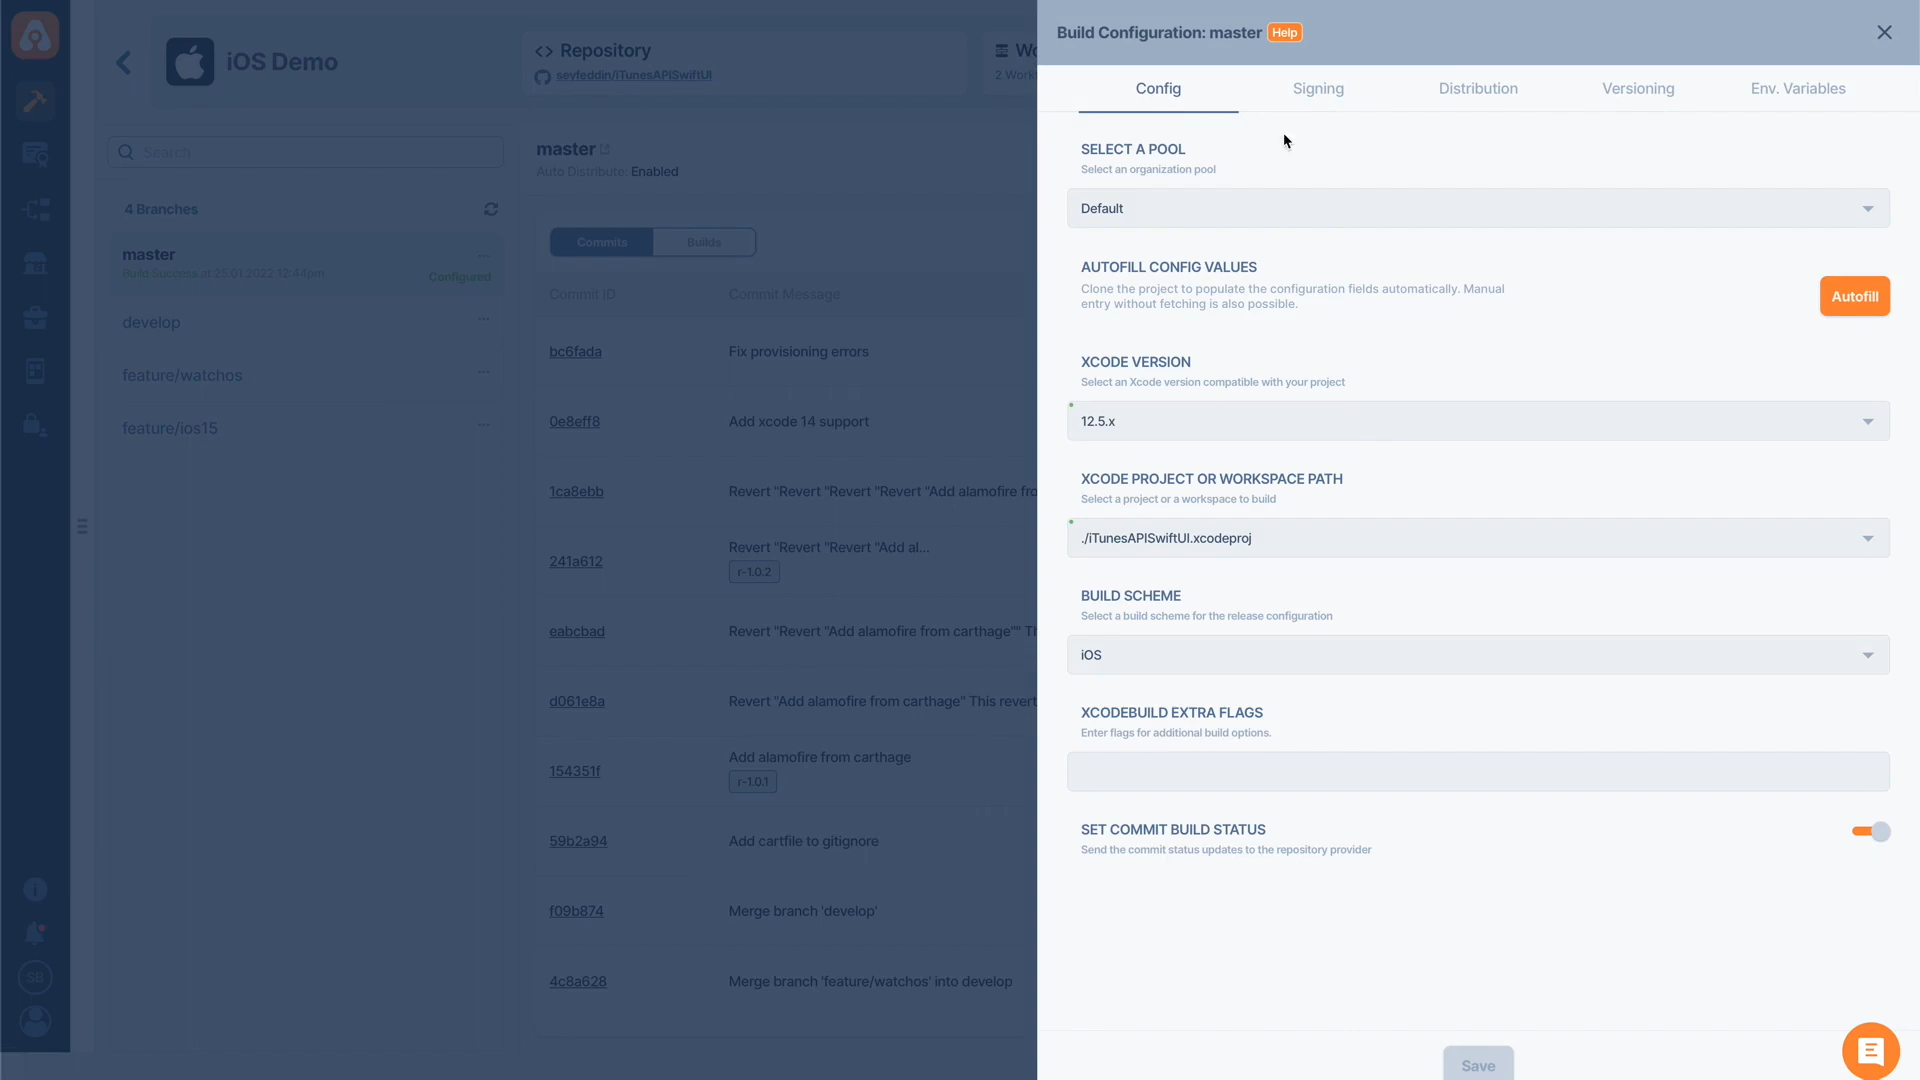 iOS Demo
<> Repository
seyfeddin/iTunesAPISwiftUI
2 Work
Search
4 Branches
master
Build Success at 25.01.2022 12:44pm
Configured
develop
feature/watchos
feature/ios15
SB
master
Auto Distribute: Enabled
Commits
Builds
Commit ID
Commit Message
bc6fada
Fix provisioning errors
0e8eff8
Add xcode 14 support
1ca8ebb
Revert "Revert "Revert "Revert "Add alamofire fro
241a612
Revert "Revert "Revert "Add al...
r-1.0.2
eabcbad
Revert "Revert "Add alamofire from carthage"" Th
d061e8a
Revert "Add alamofire from carthage" This revert
154351f
Add alamofire from carthage
r-1.0.1
59b2a94
Add cartfile to gitignore
f09b874
Merge branch 'develop'
4c8a628
Merge branch 'feature/watchos' into develop
Build Configuration: master
Help
Config
Signing
Distribution
Versioning
Env. Variables
SELECT A POOL
Select an organization pool
Default
AUTOFILL CONFIG VALUES
Clone the project to populate the configuration fields automatically. Manual
entry without fetching is also possible.
Autofill
XCODE VERSION
Select an Xcode version compatible with your project
12.5.x
XCODE PROJECT OR WORKSPACE PATH
Select a project or a workspace to build
./iTunesAPISwiftUI.xcodeproj
BUILD SCHEME
Select a build scheme for the release configuration
iOS
XCODEBUILD EXTRA FLAGS
Enter flags for additional build options.
SET COMMIT BUILD STATUS
Send the commit status updates to the repository provider
Save